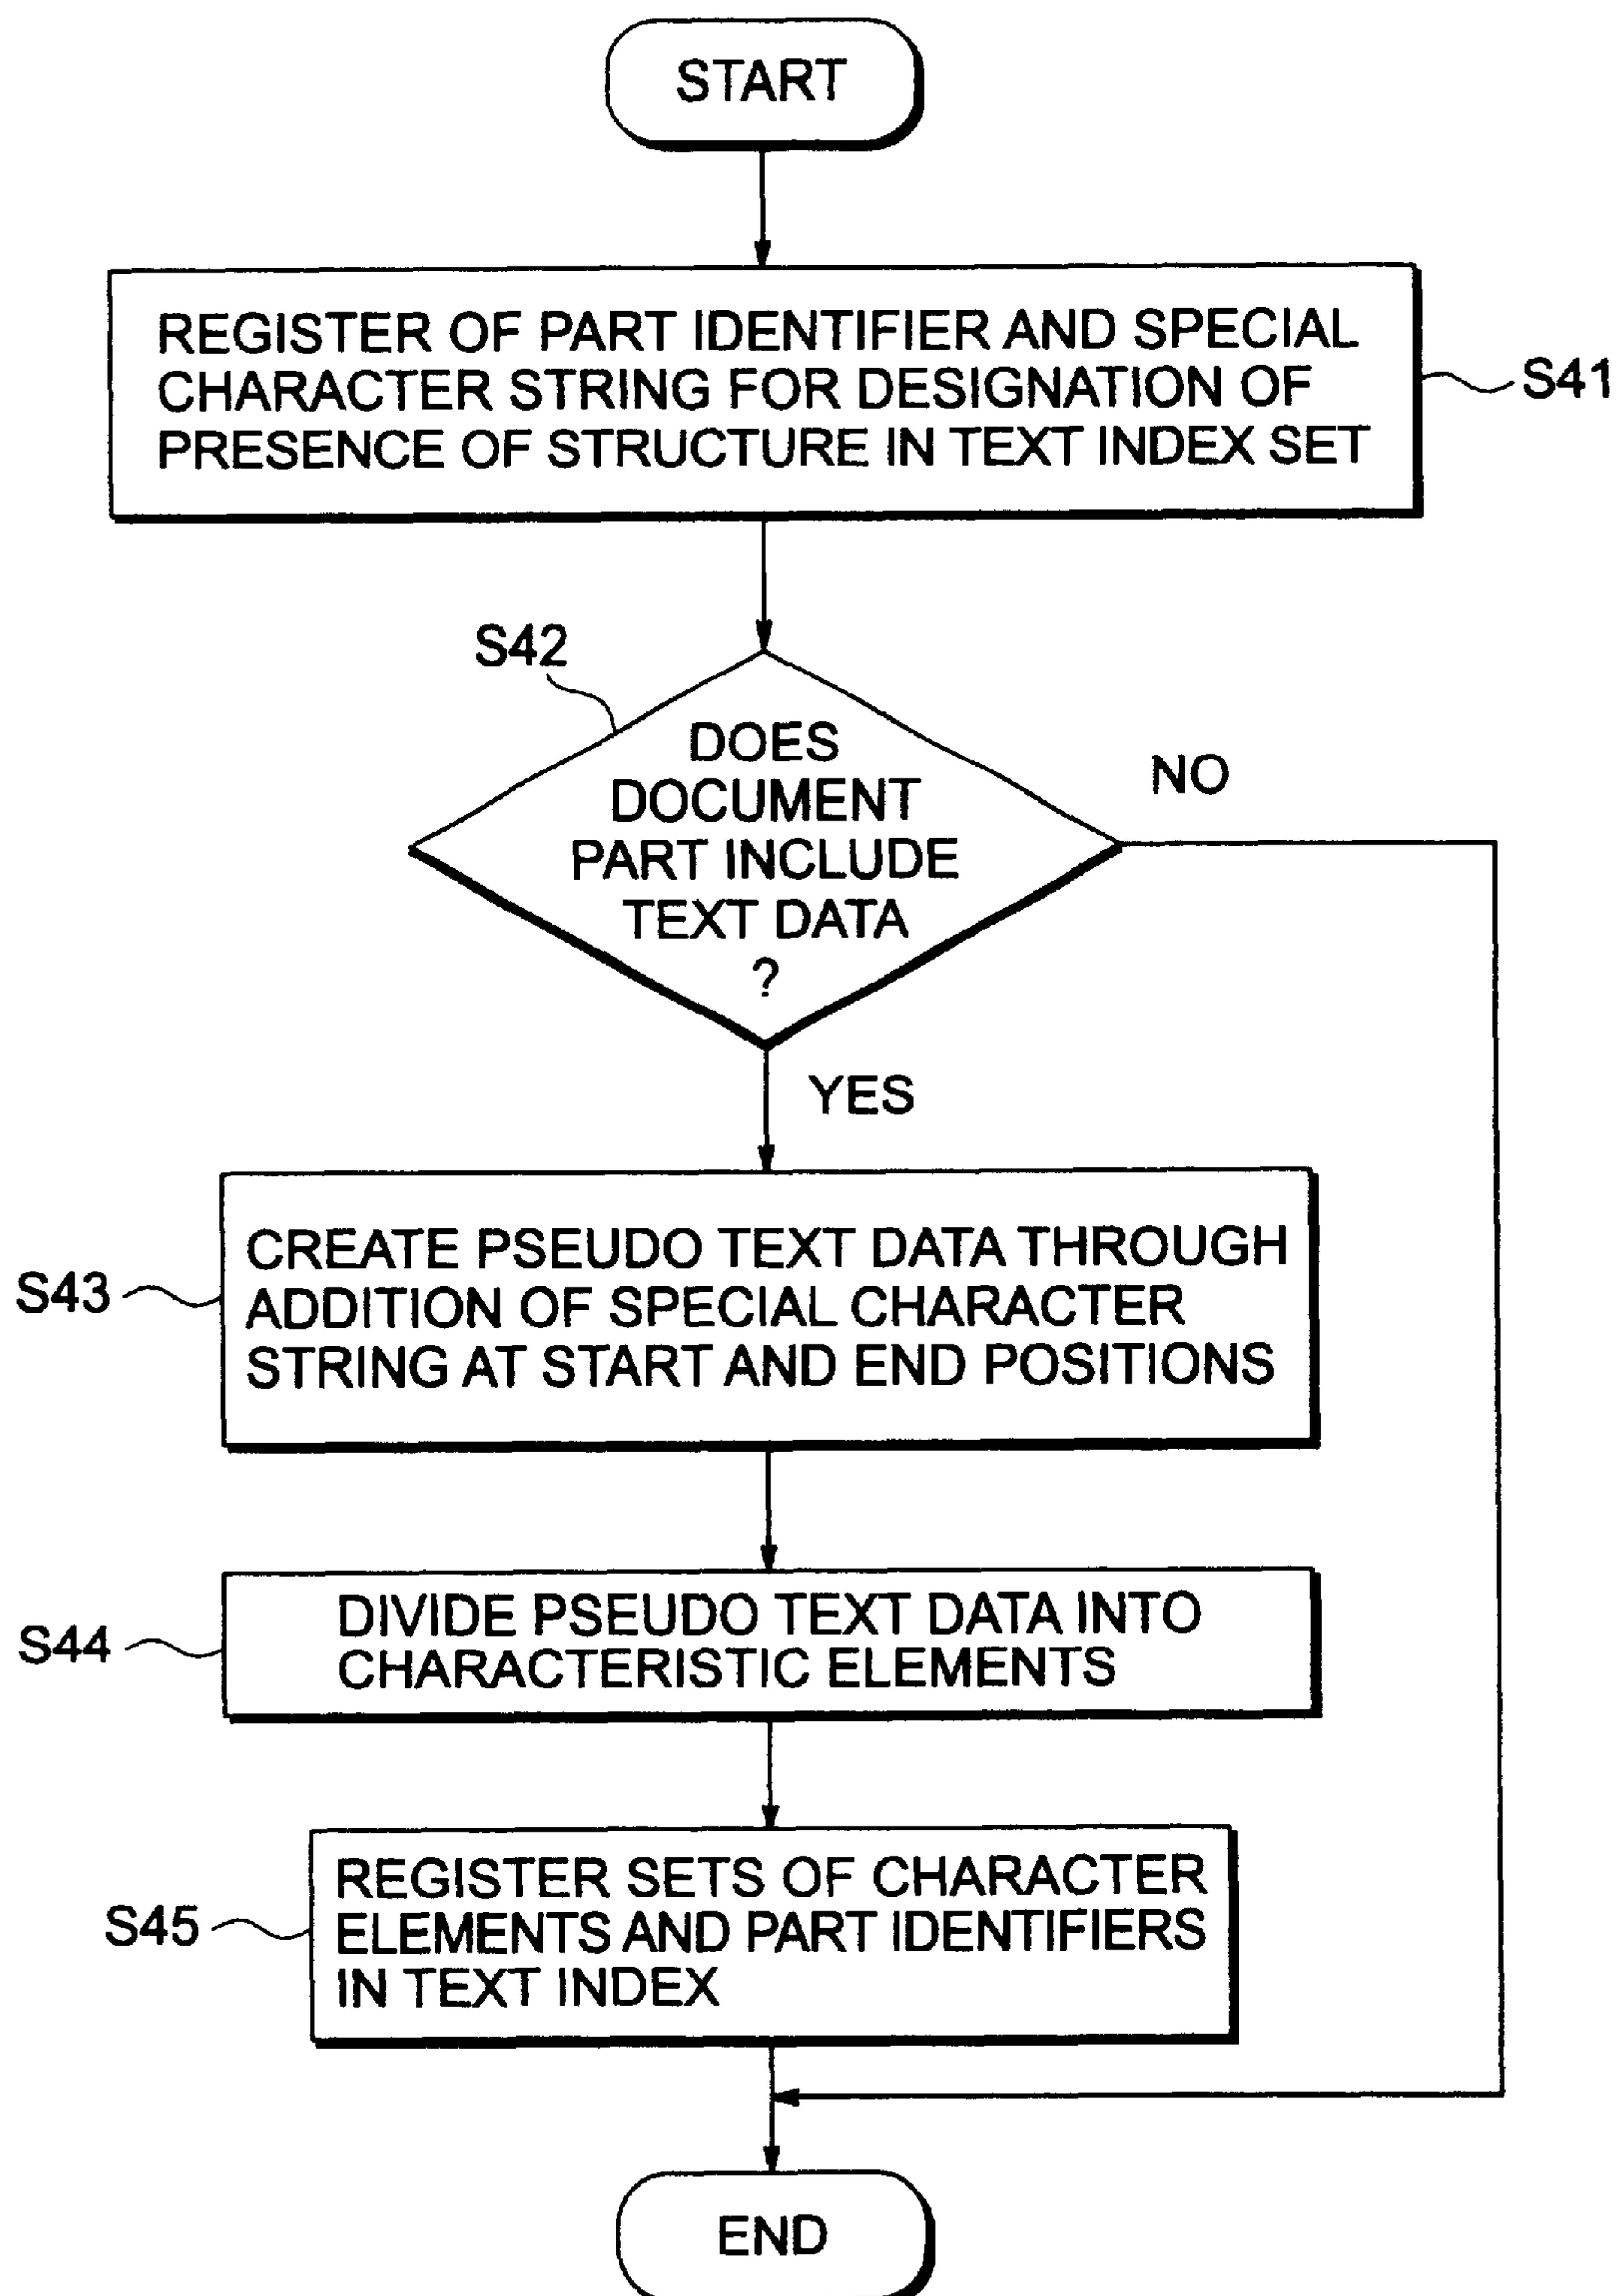 START
REGISTER OF PART IDENTIFIER AND SPECIAL
CHARACTER STRING FOR DESIGNATION OF
PRESENCE OF STRUCTURE IN TEXT INDEX SET
S41
S42
DOES
DOCUMENT
PART INCLUDE
TEXT DATA
?
NO
YES
CREATE PSEUDO TEXT DATA THROUGH
ADDITION OF SPECIAL CHARACTER
STRING AT START AND END POSITIONS
S43
DIVIDE PSEUDO TEXT DATA INTO
CHARACTERISTIC ELEMENTS
S44
REGISTER SETS OF CHARACTER
ELEMENTS AND PART IDENTIFIERS
IN TEXT INDEX
S45
END